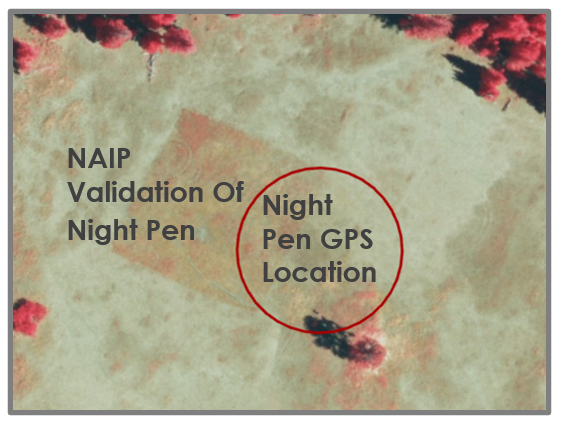 NAIP
Validation Of
Night Pen
Night
Pen GPS
Location